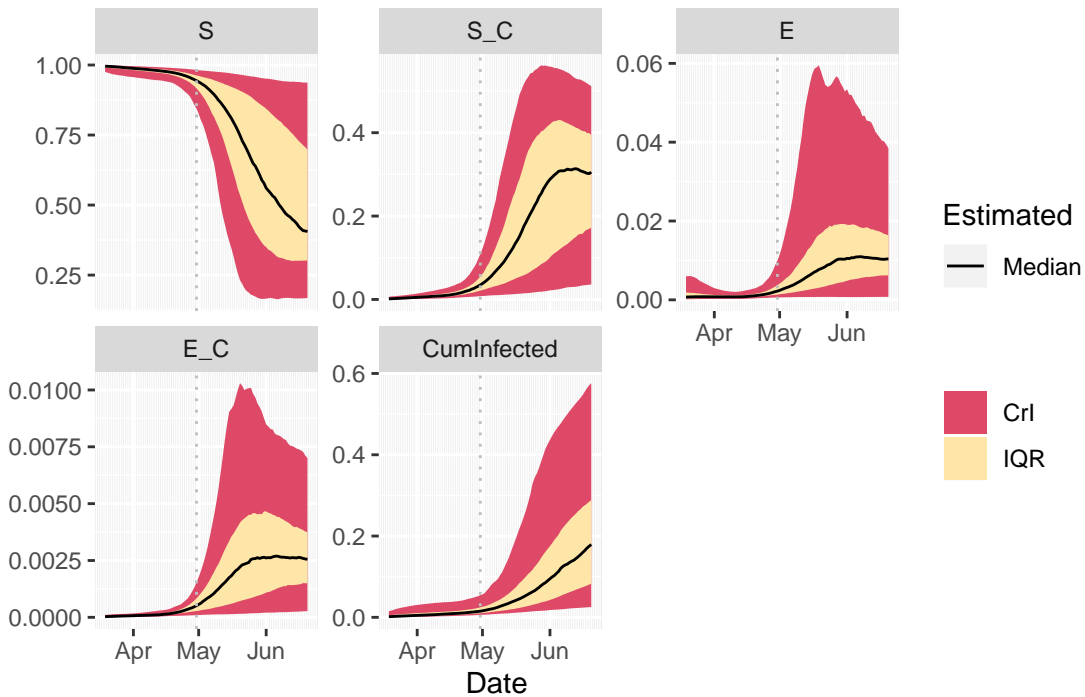 S
S_C
E
1.00
0.75
0.50
0.25
0.4
0.2
0.0
0.06
0.04
0.02
0.00
Apr May Jun
Estimated
Median
E_C
CumInfected
0.0100
0.0075
0.0050
0.0025
0.0000
0.6
0.4
0.2
0.0
CrI
IQR
Apr May Jun
Apr May Jun
Date